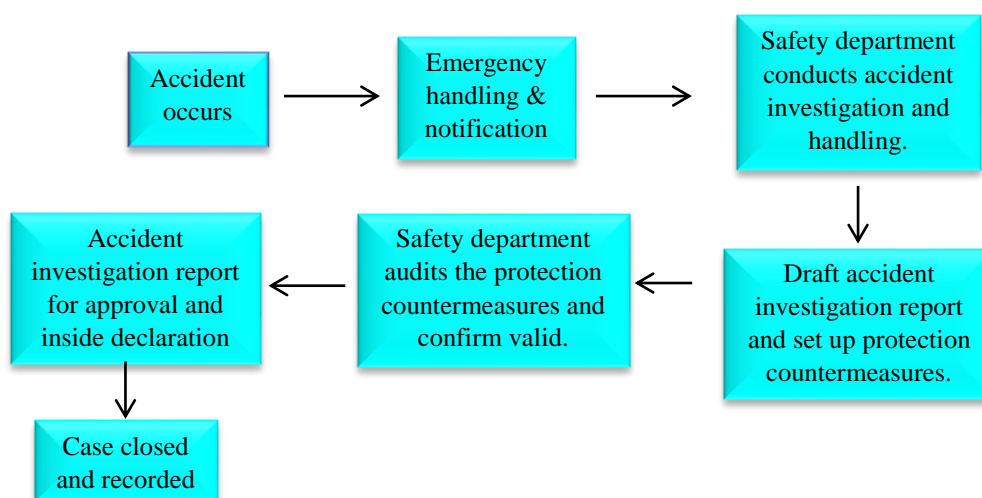 Accident
occurs
Emergency
handling &
notification
Safety department
conducts accident
investigation and
handling.
Draft accident
investigation report
and set up protection
countermeasures.
Safety department
audits the protection
countermeasures and
confirm valid.
Accident
investigation report
for approval and
inside declaration
Case closed
and recorded